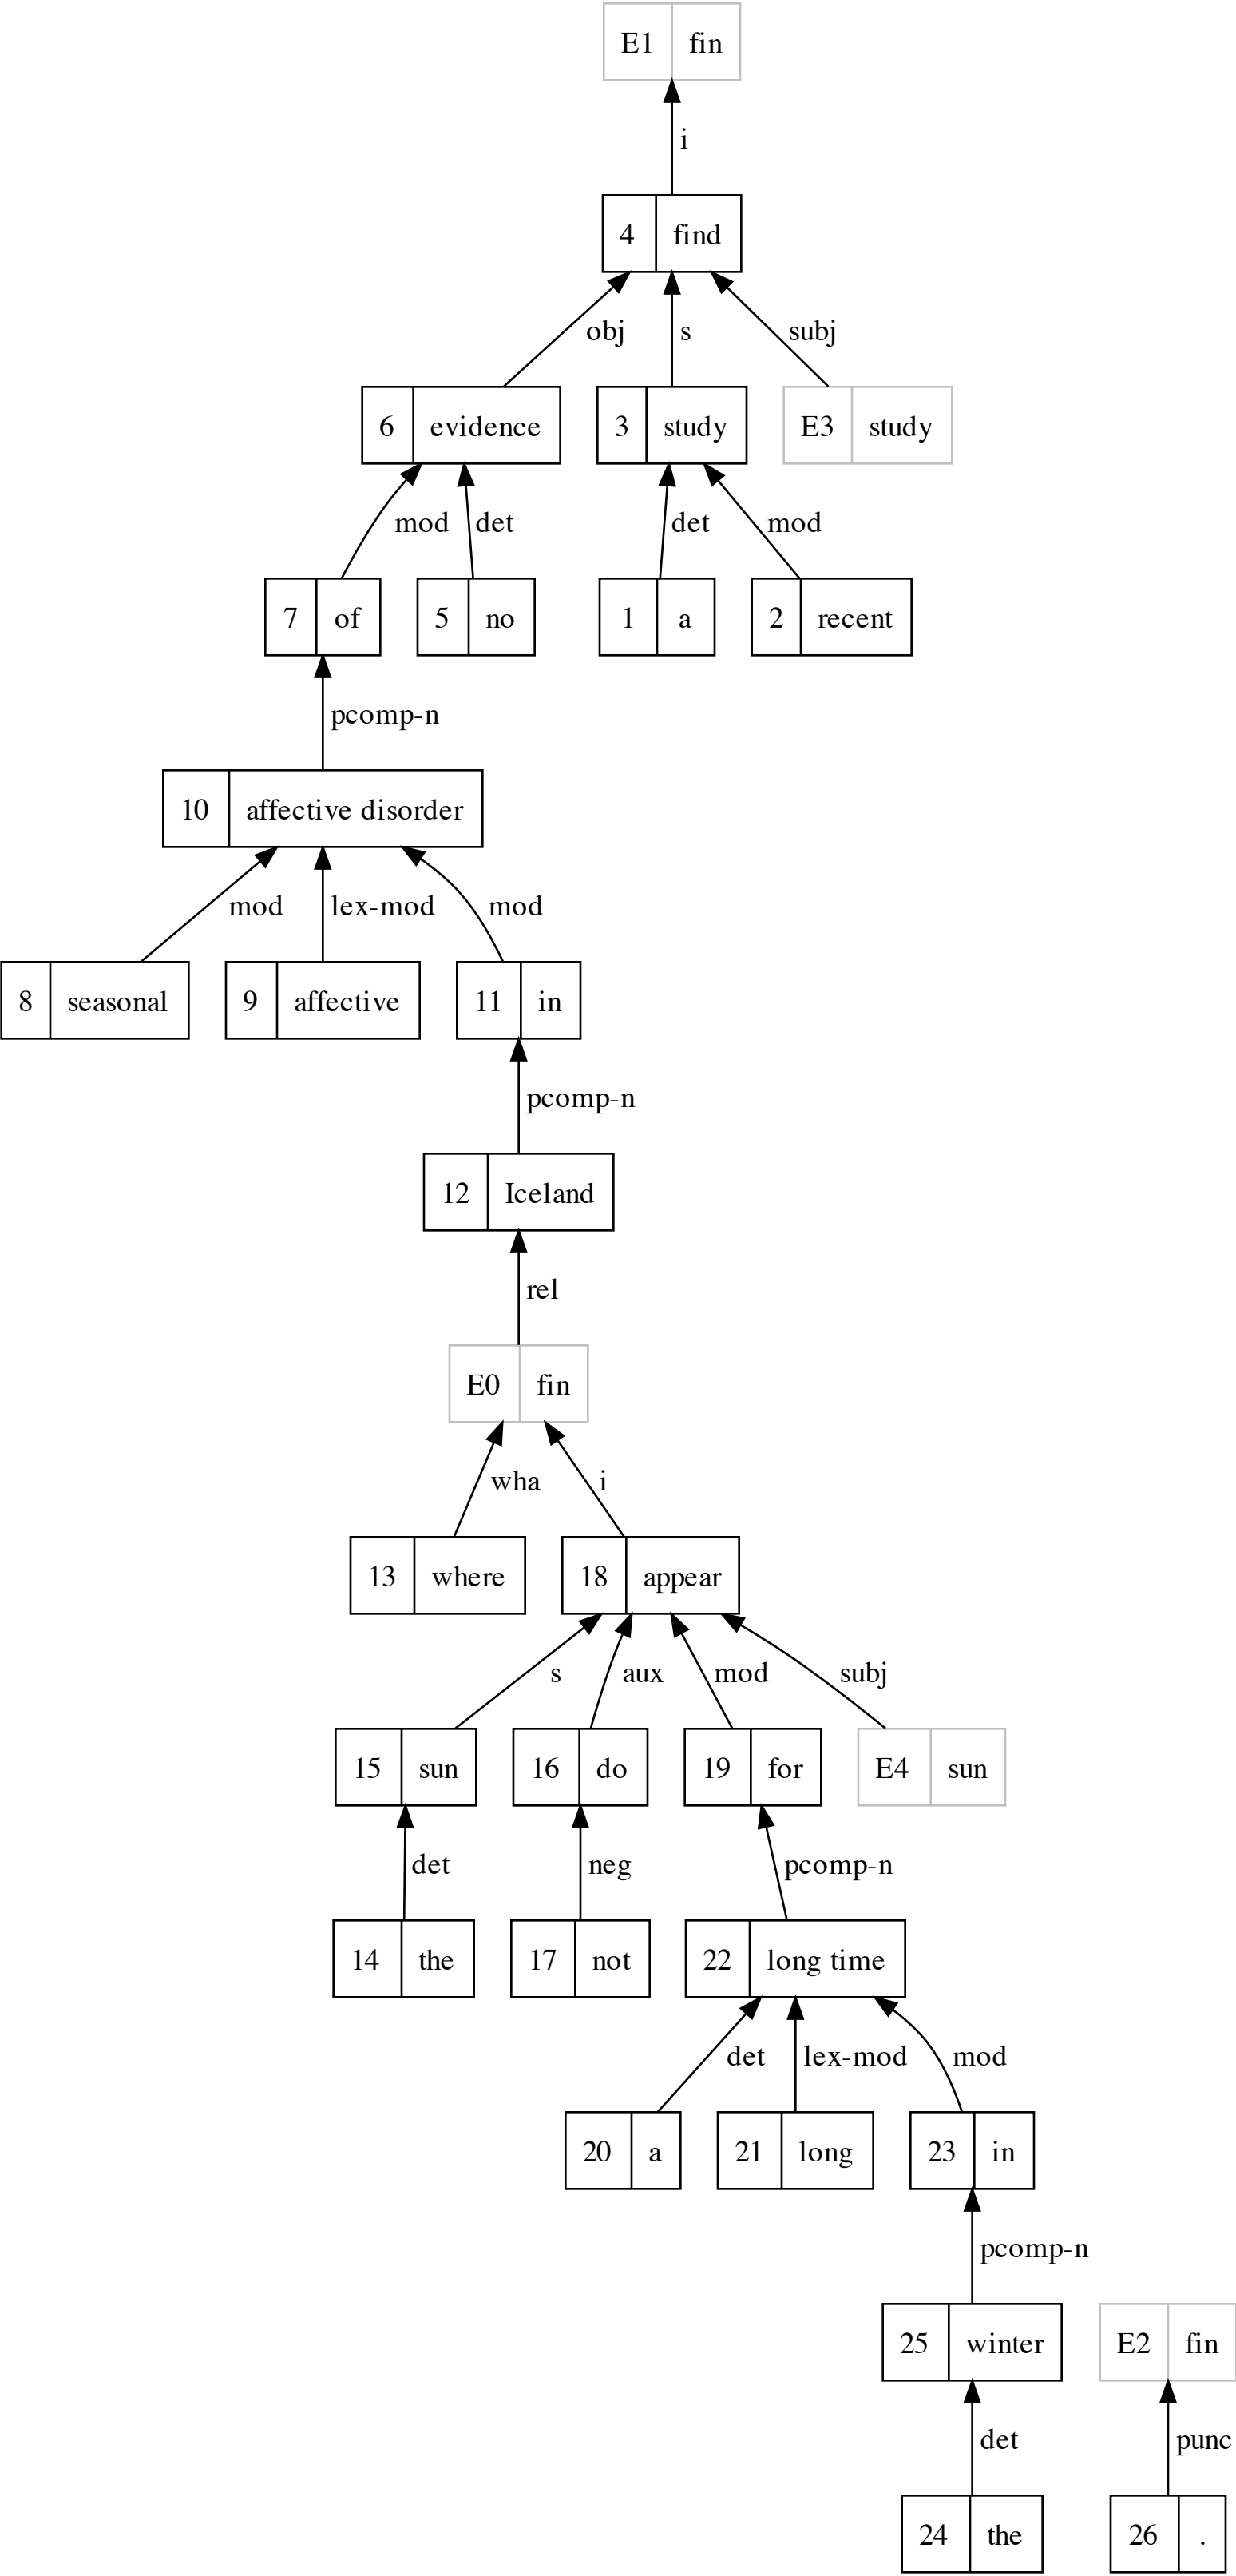 E1 fin
i
4 find
obj s subj
6 evidence 3 study E3 study
mod det det mod
7 of 5 no 1 a 2 recent
pcomp-n
10 affective disorder
mod lex-mod mod
8 seasonal 9 affective 11 in
pcomp-n
12 Iceland
rel
E0 fin
wha i
13 where 18 appear
s aux mod subj
15 sun 16 do 19 for E4 sun
det neg pcomp-n
14 the 17 not 22 long time
det lex-mod mod
20 a 21 long 23 in
pcomp-n
25 winter E2 fin
det punc
24 the 26 .